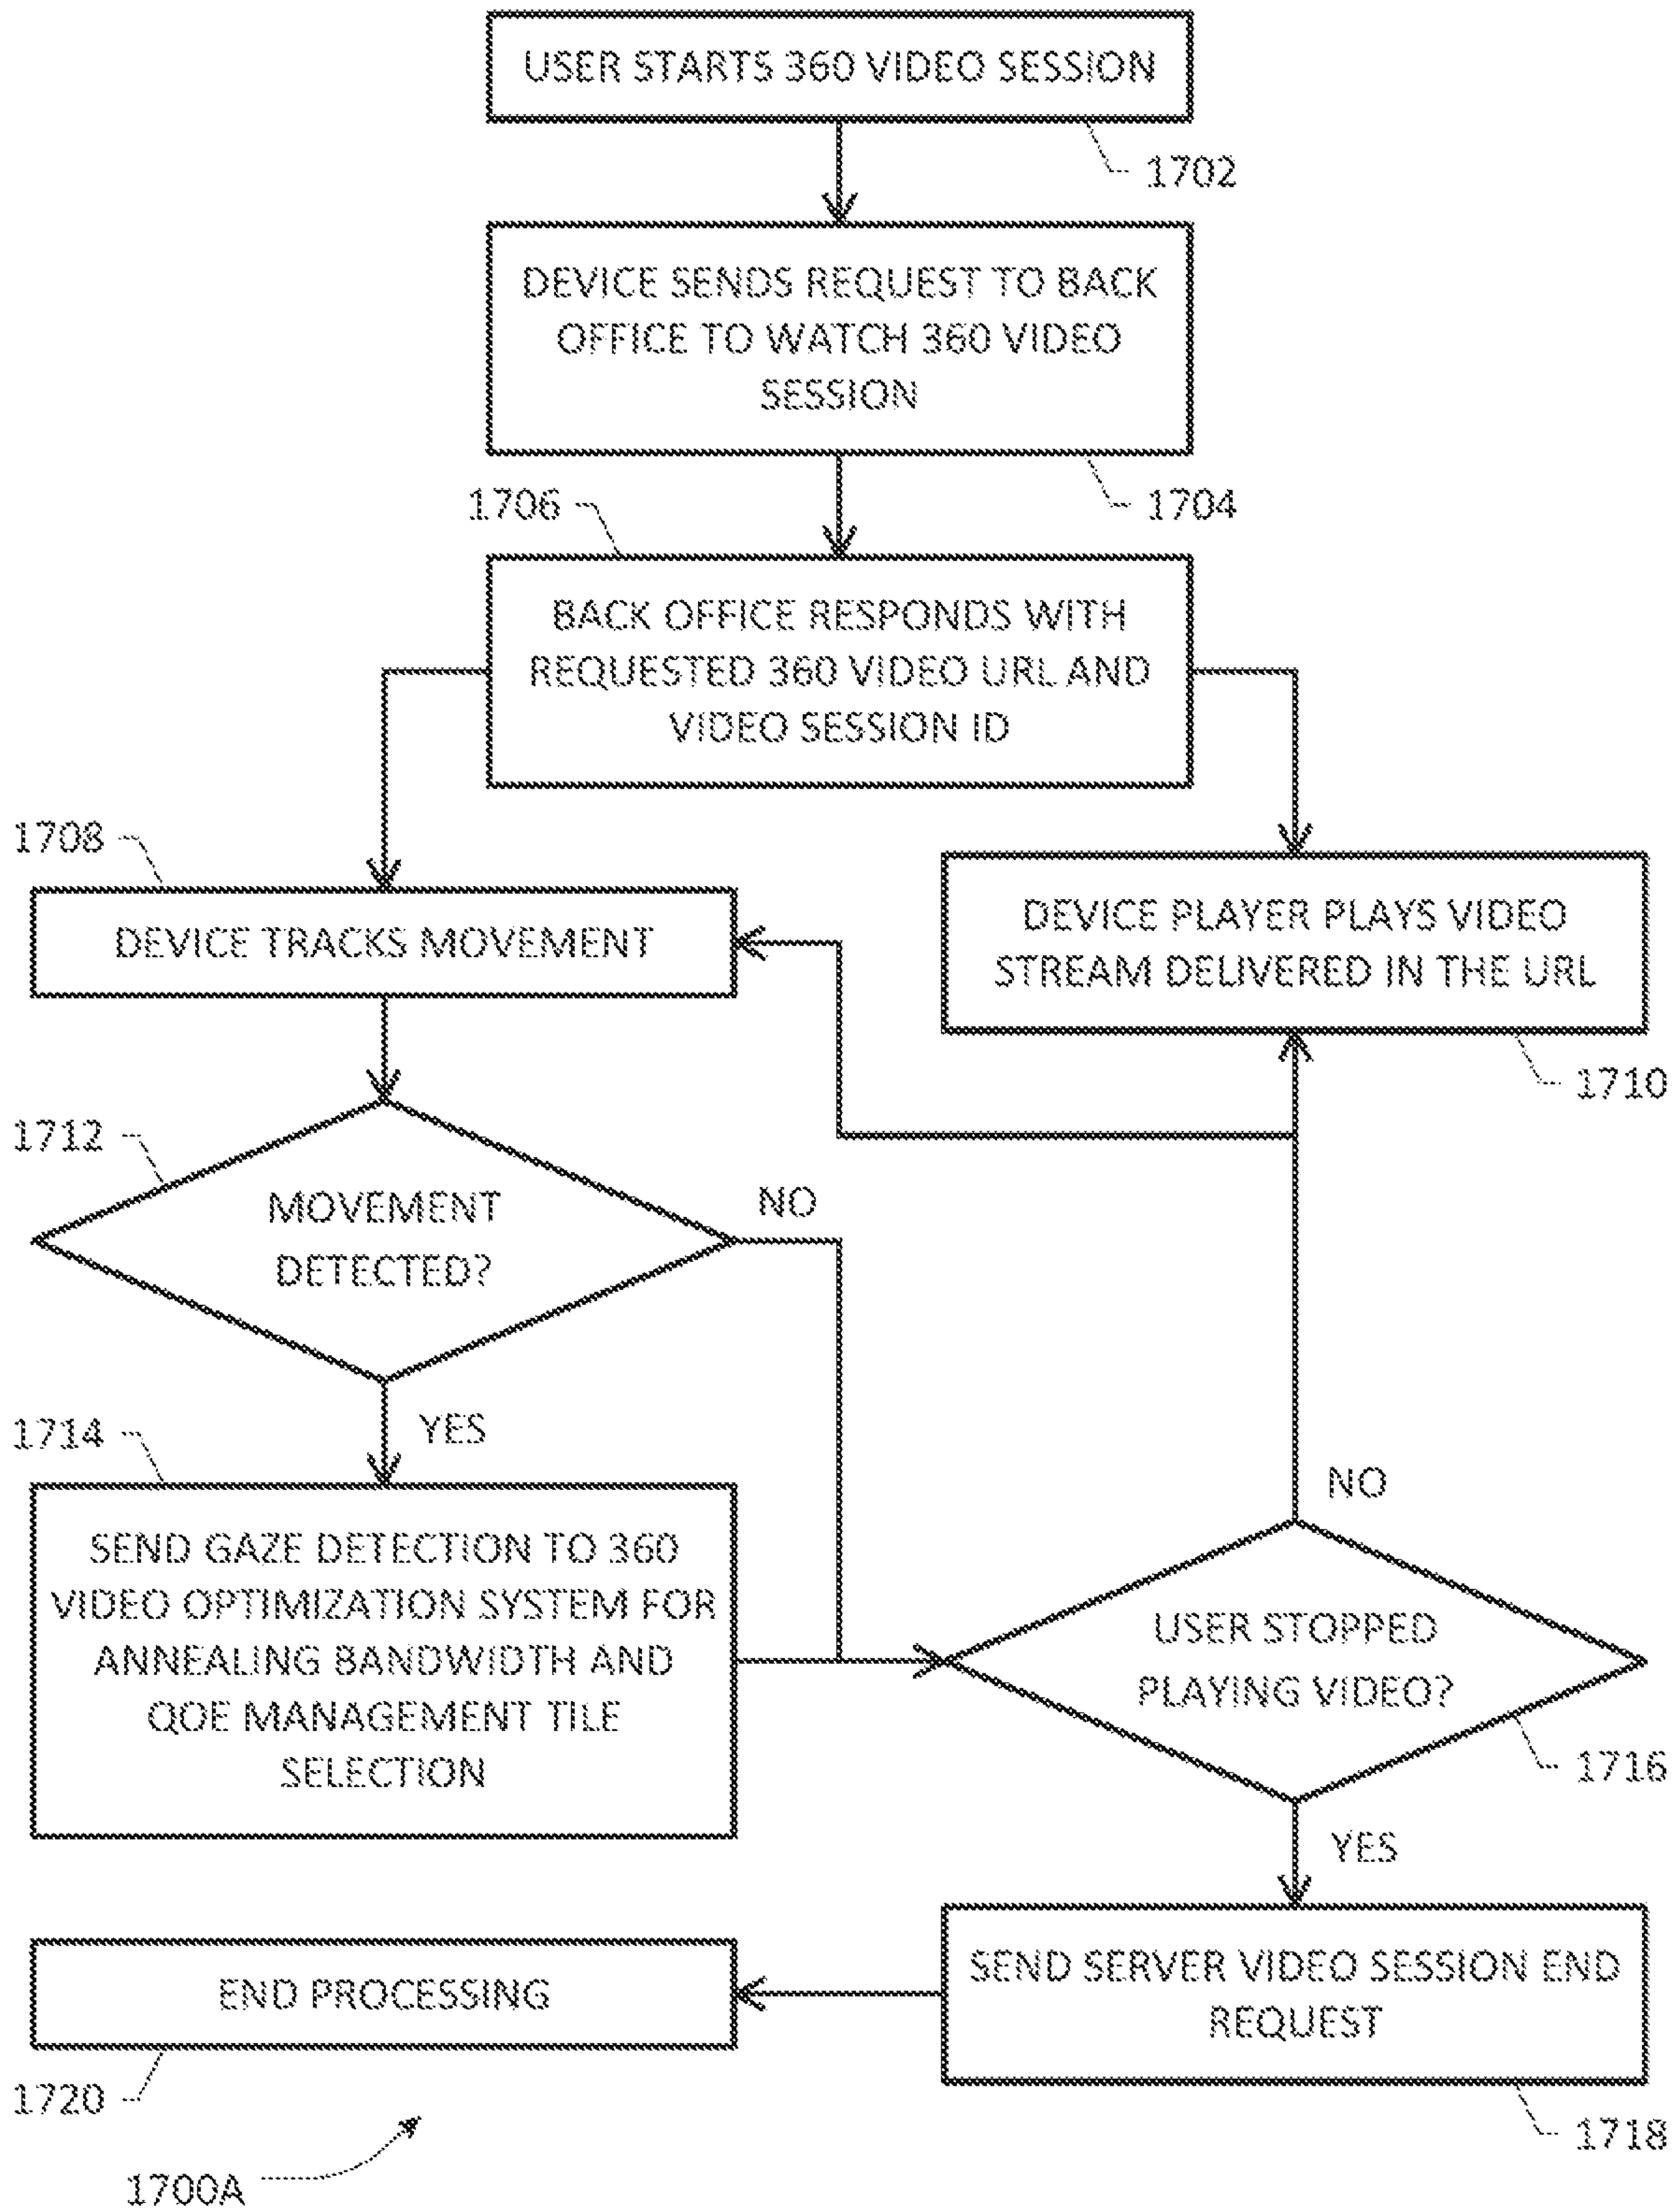 USER STARTS 360 VIDEO SESSION
1702
DEVICE SENDS REQUEST TO BACK
OFFICE TO WATCH 360 VIDEO
SESSION
1704
1706
BACK OFFICE RESPONDS WITH
REQUESTED 360 VIDEO URL AND
VIDEO SESSION ID
1708
DEVICE TRACKS MOVEMENT
DEVICE PLAYER PLAYS VIDEO
STREAM DELIVERED IN THE URL
1710
1712
MOVEMENT
DETECTED?
NO
YES
1714
SEND GAZE DETECTION TO 360
VIDEO OPTIMIZATION SYSTEM FOR
ANNEALING BANDWIDTH AND
QOE MANAGEMENT TILE
SELECTION
NO
USER STOPPED
PLAYING VIDEO?
1716
YES
SEND SERVER VIDEO SESSION END
REQUEST
1718
END PROCESSING
1720
1700A